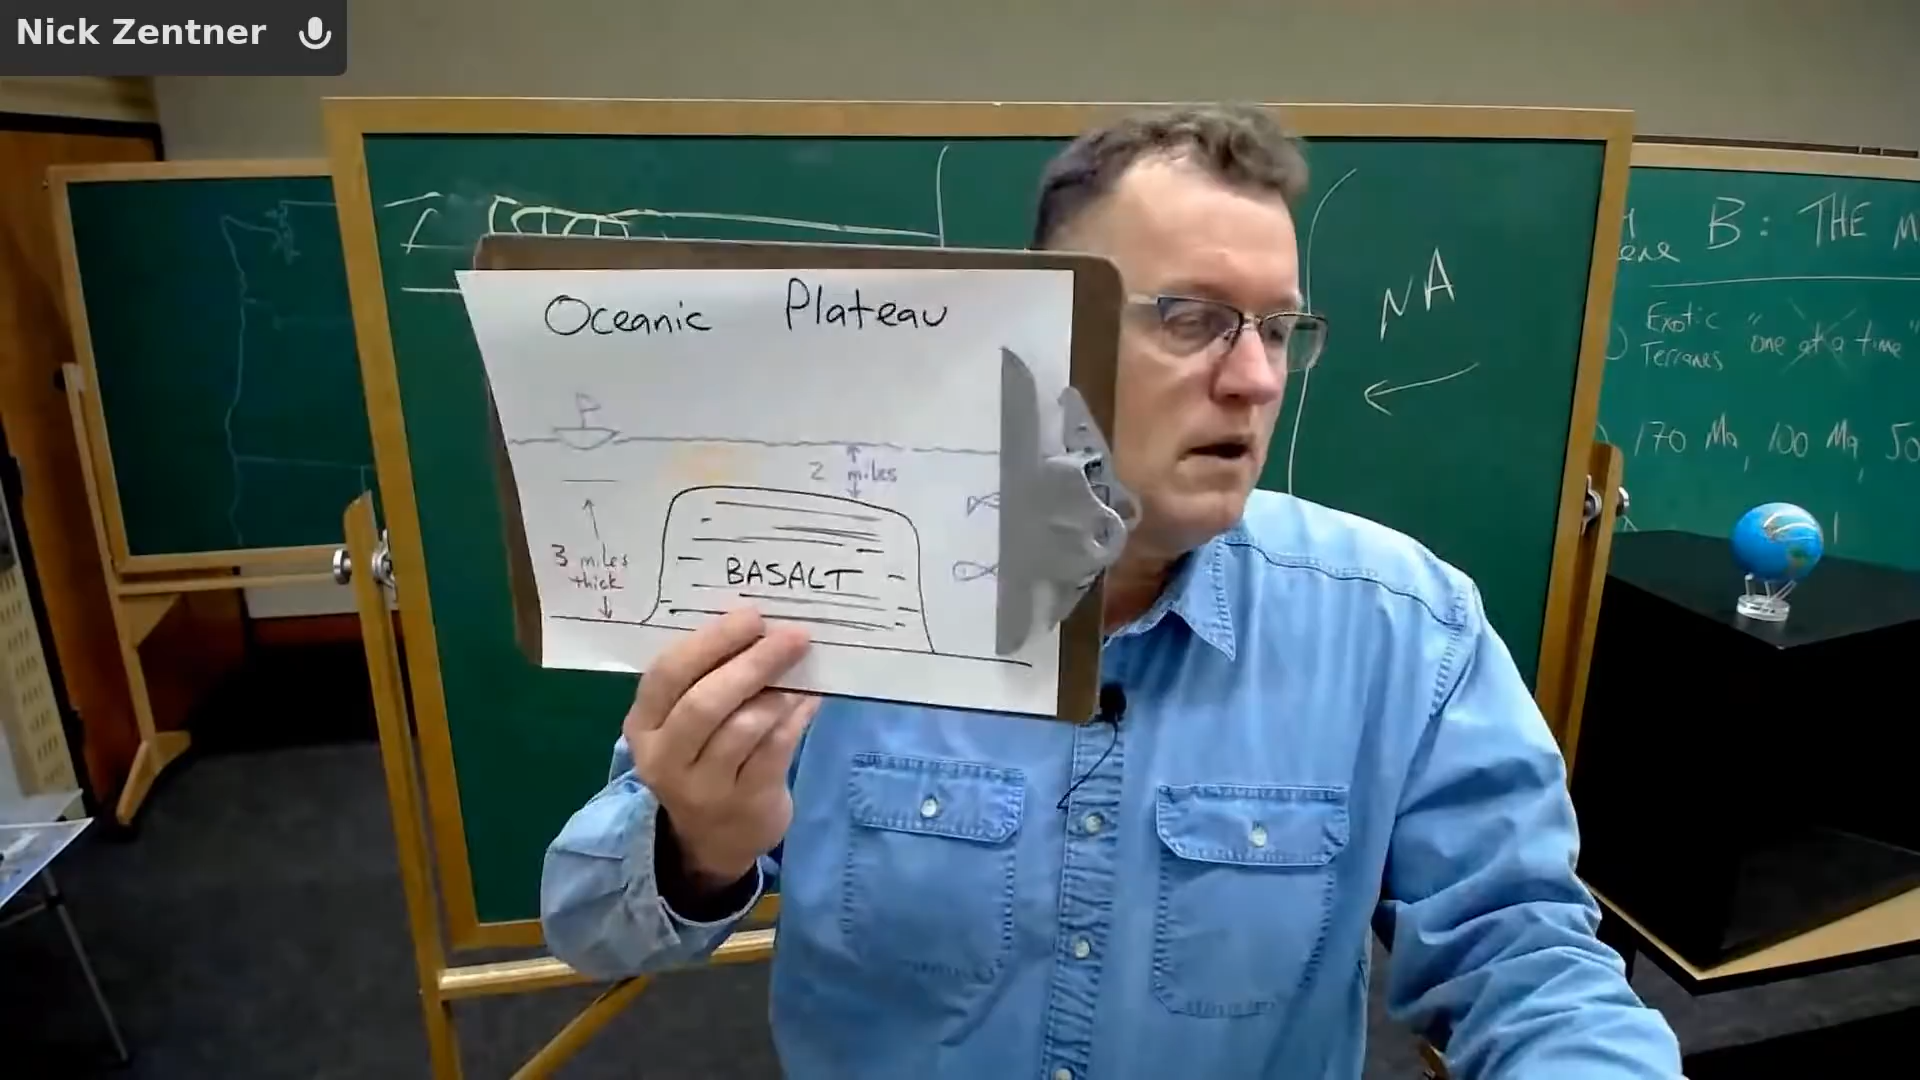 Nick Zentner
Oceanic Plateau
2 miles
3 miles
thick
BASALT
NA
B: THE M
Exotic "one at a time"
Terranes
170 Ma, 100 Ma, 50